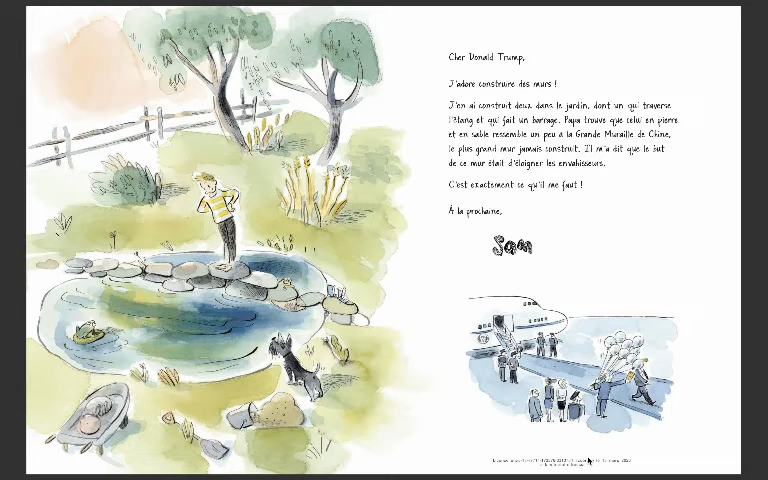 Cher Donald Trump,
J'adore construire des murs !
J'en ai construit deux dans le jardin, dont un qui traverse
l'étang et qui fait un barrage. Papa trouve que celui en pierre
et en sable ressemble un peu à la Grande Muraille de Chine,
le plus grand mur jamais construit. Il m'a dit que le but
de ce mur était d'éloigner les envahisseurs.
C'est exactement ce qu'il me faut !
À la prochaine,
Sam